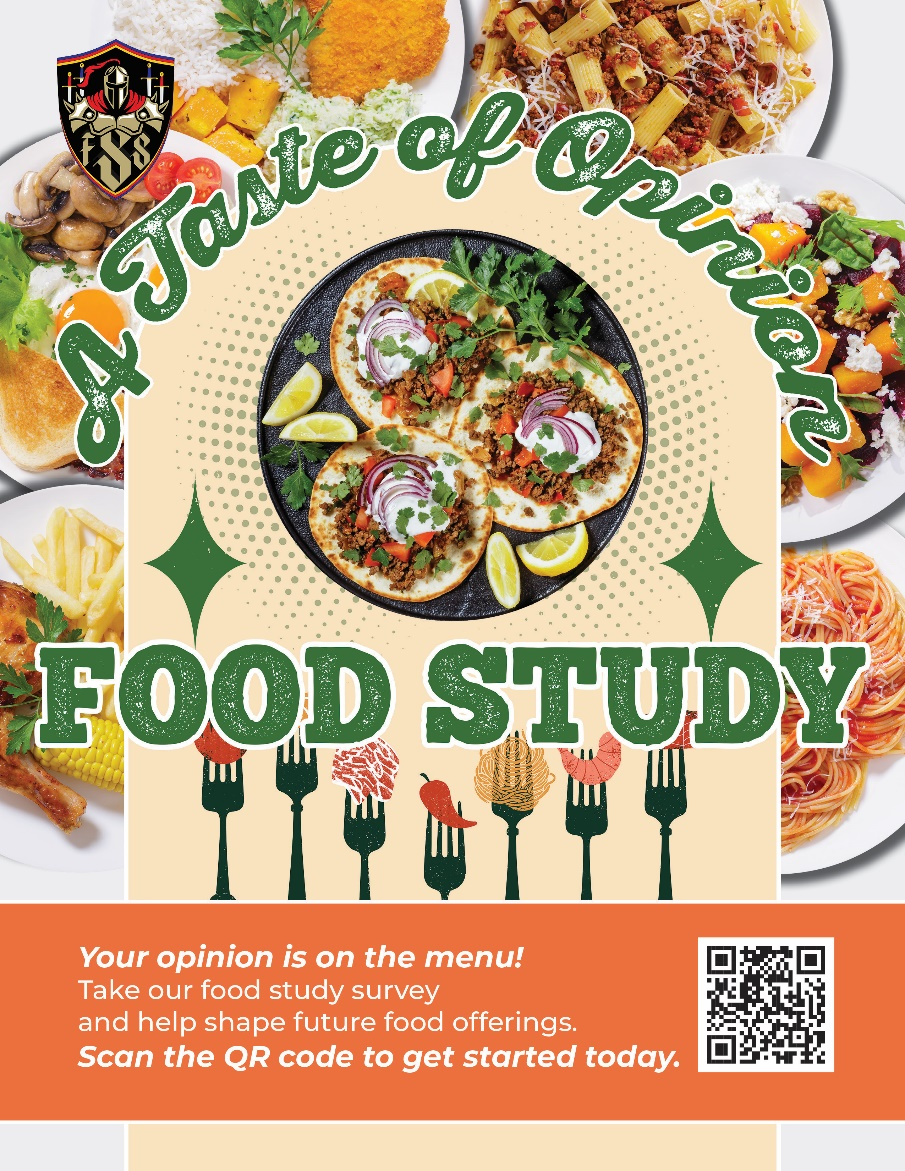 FSS
A Taste of Opinion
FOOD STUDY
Your opinion is on the menu!
Take our food study survey
and help shape future food offerings.
Scan the QR code to get started today.